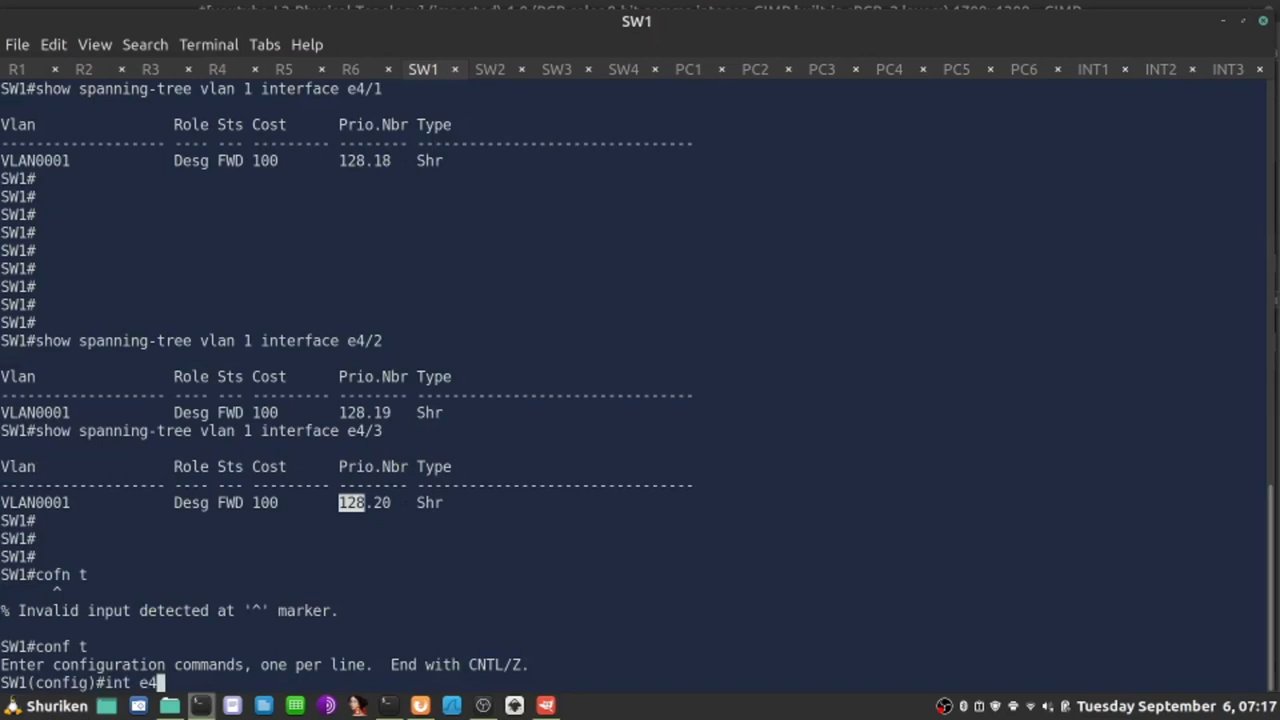 SW1
File Edit View Search Terminal Tabs Help
R1 × R2 × R3 × R4 × R5 × R6 × SW1 × SW2 × SW3 × SW4 × PC1 × PC2 × PC3 × PC4 × PC5 × PC6 × INT1 × INT2 × INT3 ×
SW1#show spanning-tree vlan 1 interface e4/1
Vlan Role Sts Cost Prio.Nbr Type
------------------- ---- --- --------- -------- --------------------------------
VLAN0001 Desg FWD 100 128.18 Shr
SW1#
SW1#
SW1#
SW1#
SW1#
SW1#
SW1#
SW1#
SW1#
SW1#show spanning-tree vlan 1 interface e4/2
Vlan Role Sts Cost Prio.Nbr Type
------------------- ---- --- --------- -------- --------------------------------
VLAN0001 Desg FWD 100 128.19 Shr
SW1#show spanning-tree vlan 1 interface e4/3
Vlan Role Sts Cost Prio.Nbr Type
------------------- ---- --- --------- -------- --------------------------------
VLAN0001 Desg FWD 100 128.20 Shr
SW1#
SW1#
SW1#
SW1#cofn t
^
% Invalid input detected at '^' marker.
SW1#conf t
Enter configuration commands, one per line. End with CNTL/Z.
SW1(config)#int e4
Shuriken Tuesday September 6, 07:17